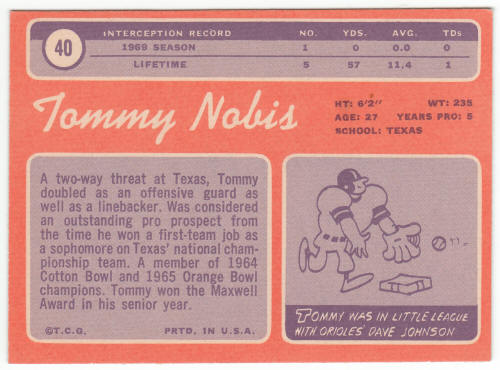 40
INTERCEPTION RECORD NO. YDS. AVG. TDs
1969 SEASON 1 0 0.0 0
LIFETIME 5 57 11.4 1
Tommy Nobis
HT: 6'2" WT: 235
AGE: 27 YEARS PRO: 5
SCHOOL: TEXAS
A two-way threat at Texas, Tommy
doubled as an offensive guard as
well as a linebacker. Was considered
an outstanding pro prospect from
the time he won a first-team job as
a sophomore on Texas' national cham-
pionship team. A member of 1964
Cotton Bowl and 1965 Orange Bowl
champions. Tommy won the Maxwell
Award in his senior year.
©T.C.G. PRTD. IN U.S.A.
TOMMY WAS IN LITTLE LEAGUE
WITH ORIOLES' DAVE JOHNSON